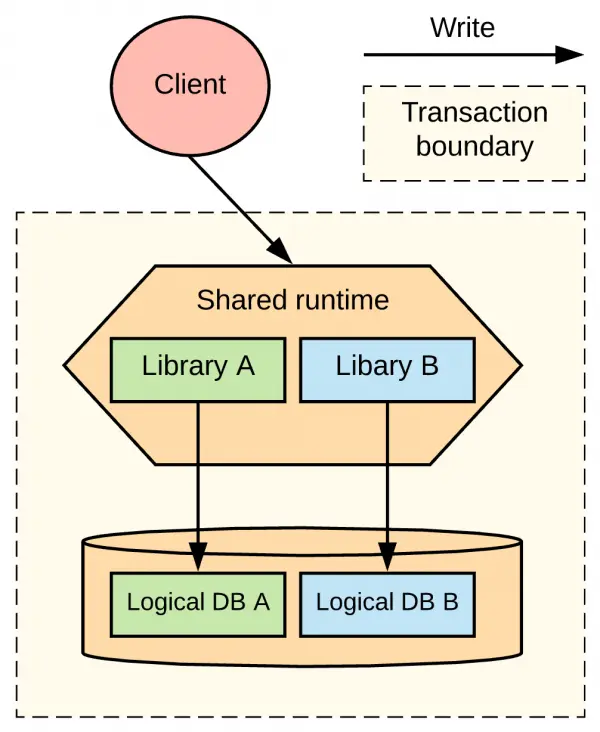 Write
Client
Transaction
boundary
Shared runtime
Library A
Libary B
Logical DB A
Logical DB B